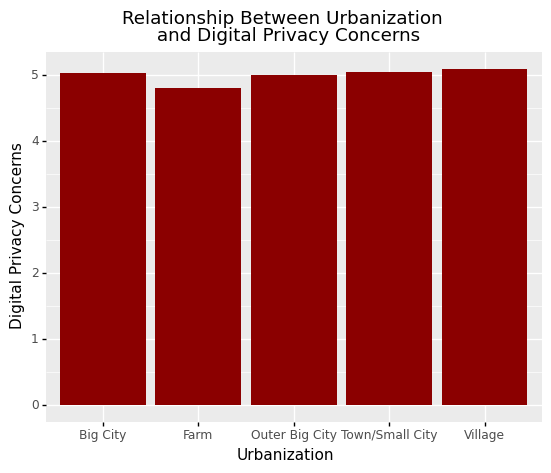 Relationship Between Urbanization
and Digital Privacy Concerns
Digital Privacy Concerns
5
4
3
2
1
0
Big City Farm Outer Big City Town/Small City Village
Urbanization